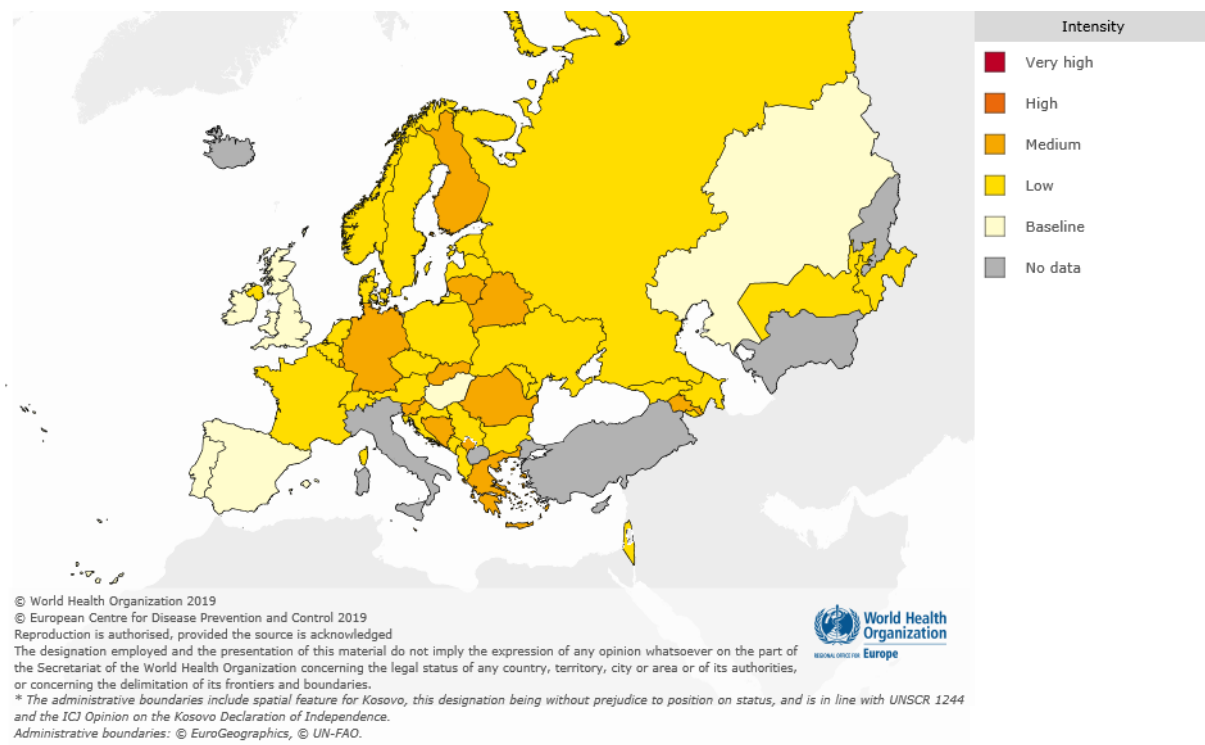 Intensity
Very high
High
Medium
Low
Baseline
No data
© World Health Organization 2019
© European Centre for Disease Prevention and Control 2019
Reproduction is authorised, provided the source is acknowledged
The designation employed and the presentation of this material do not imply the expression of any opinion whatsoever on the part of
the Secretariat of the World Health Organization concerning the legal status of any country, territory, city or area or of its authorities,
or concerning the delimitation of its frontiers and boundaries.
* The administrative boundaries include spatial feature for Kosovo, this designation being without prejudice to position on status, and is in line with UNSCR 1244
and the ICJ Opinion on the Kosovo Declaration of Independence.
Administrative boundaries: © EuroGeographics, © UN-FAO.
World Health
Organization
REGIONAL OFFICE FOR Europe